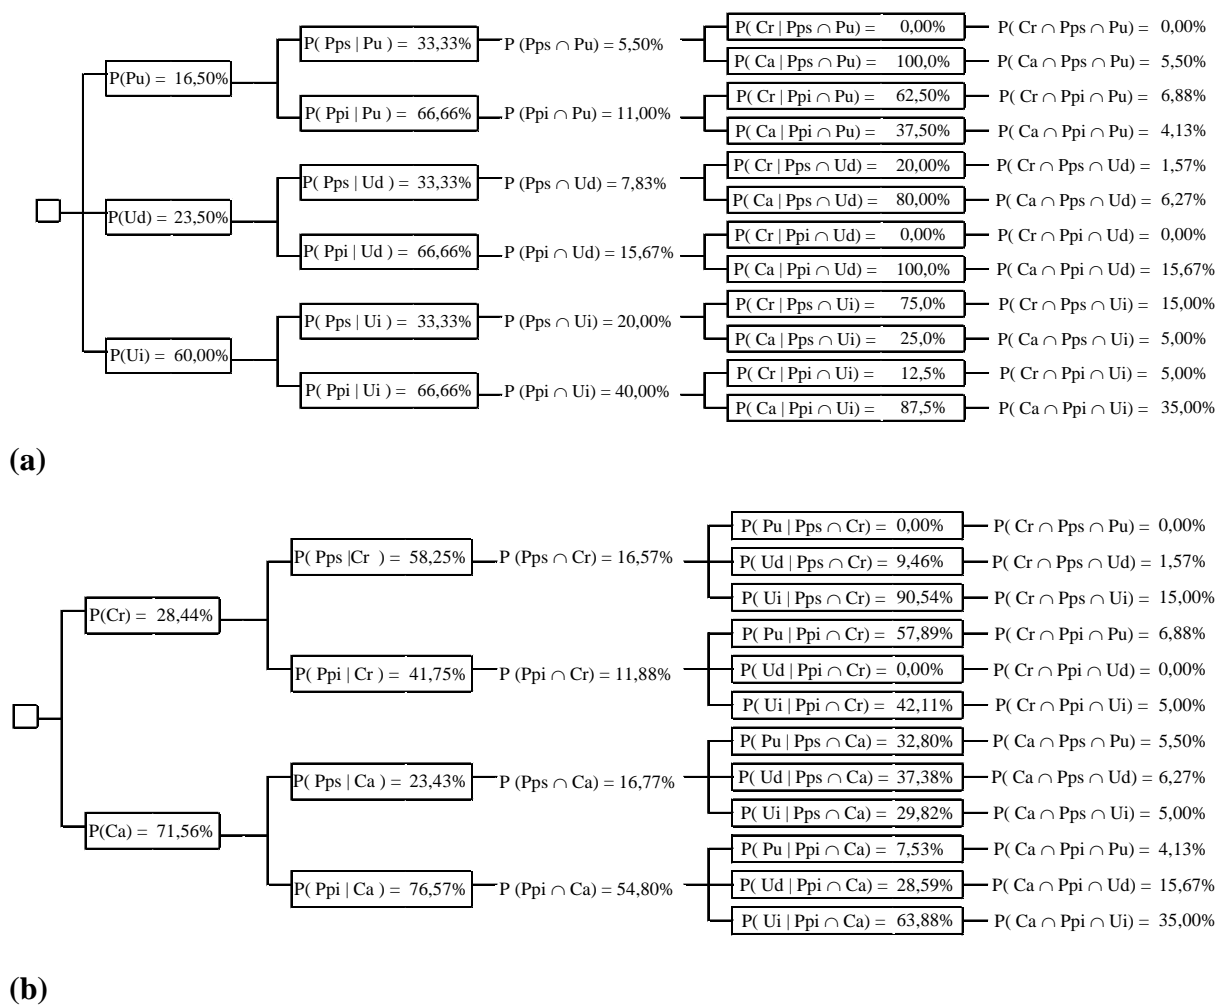 P( Cr | Pps ∩ Pu) = 0,00% P( Cr ∩ Pps ∩ Pu) = 0,00%
P( Pps | Pu ) = 33,33% P (Pps ∩ Pu) = 5,50%
P( Ca | Pps ∩ Pu) = 100,0% P( Ca ∩ Pps ∩ Pu) = 5,50%
P(Pu) = 16,50%
P( Cr | Ppi ∩ Pu) = 62,50% P( Cr ∩ Ppi ∩ Pu) = 6,88%
P( Ppi | Pu ) = 66,66% P (Ppi ∩ Pu) = 11,00%
P( Ca | Ppi ∩ Pu) = 37,50% P( Ca ∩ Ppi ∩ Pu) = 4,13%
P( Cr | Pps ∩ Ud) = 20,00% P( Cr ∩ Pps ∩ Ud) = 1,57%
P( Pps | Ud ) = 33,33% P (Pps ∩ Ud) = 7,83%
P( Ca | Pps ∩ Ud) = 80,00% P( Ca ∩ Pps ∩ Ud) = 6,27%
P(Ud) = 23,50%
P( Cr | Ppi ∩ Ud) = 0,00% P( Cr ∩ Ppi ∩ Ud) = 0,00%
P( Ppi | Ud ) = 66,66% P (Ppi ∩ Ud) = 15,67%
P( Ca | Ppi ∩ Ud) = 100,0% P( Ca ∩ Ppi ∩ Ud) = 15,67%
P( Cr | Pps ∩ Ui) = 75,0% P( Cr ∩ Pps ∩ Ui) = 15,00%
P( Pps | Ui ) = 33,33% P (Pps ∩ Ui) = 20,00%
P( Ca | Pps ∩ Ui) = 25,0% P( Ca ∩ Pps ∩ Ui) = 5,00%
P(Ui) = 60,00%
P( Cr | Ppi ∩ Ui) = 12,5% P( Cr ∩ Ppi ∩ Ui) = 5,00%
P( Ppi | Ui ) = 66,66% P (Ppi ∩ Ui) = 40,00%
P( Ca | Ppi ∩ Ui) = 87,5% P( Ca ∩ Ppi ∩ Ui) = 35,00%
(a)
P( Pu | Pps ∩ Cr) = 0,00% P( Cr ∩ Pps ∩ Pu) = 0,00%
P( Pps |Cr ) = 58,25% P (Pps ∩ Cr) = 16,57%
P( Ud | Pps ∩ Cr) = 9,46% P( Cr ∩ Pps ∩ Ud) = 1,57%
P( Ui | Pps ∩ Cr) = 90,54% P( Cr ∩ Pps ∩ Ui) = 15,00%
P(Cr) = 28,44%
P( Pu | Ppi ∩ Cr) = 57,89% P( Cr ∩ Ppi ∩ Pu) = 6,88%
P( Ppi | Cr ) = 41,75% P (Ppi ∩ Cr) = 11,88%
P( Ud | Ppi ∩ Cr) = 0,00% P( Cr ∩ Ppi ∩ Ud) = 0,00%
P( Ui | Ppi ∩ Cr) = 42,11% P( Cr ∩ Ppi ∩ Ui) = 5,00%
P( Pu | Pps ∩ Ca) = 32,80% P( Ca ∩ Pps ∩ Pu) = 5,50%
P( Pps | Ca ) = 23,43% P (Pps ∩ Ca) = 16,77%
P( Ud | Pps ∩ Ca) = 37,38% P( Ca ∩ Pps ∩ Ud) = 6,27%
P( Ui | Pps ∩ Ca) = 29,82% P( Ca ∩ Pps ∩ Ui) = 5,00%
P(Ca) = 71,56%
P( Pu | Ppi ∩ Ca) = 7,53% P( Ca ∩ Ppi ∩ Pu) = 4,13%
P( Ppi | Ca ) = 76,57% P (Ppi ∩ Ca) = 54,80%
P( Ud | Ppi ∩ Ca) = 28,59% P( Ca ∩ Ppi ∩ Ud) = 15,67%
P( Ui | Ppi ∩ Ca) = 63,88% P( Ca ∩ Ppi ∩ Ui) = 35,00%
(b)